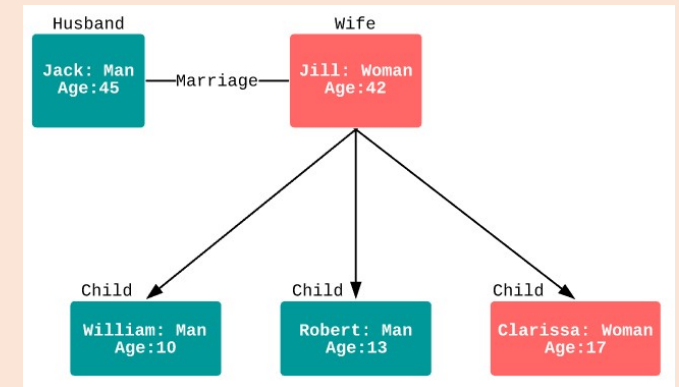 Husband
Wife
Jack: Man
Age:45
Marriage
Jill: Woman
Age:42
Child
Child
Child
William: Man
Age:10
Robert: Man
Age:13
Clarissa: Woman
Age:17